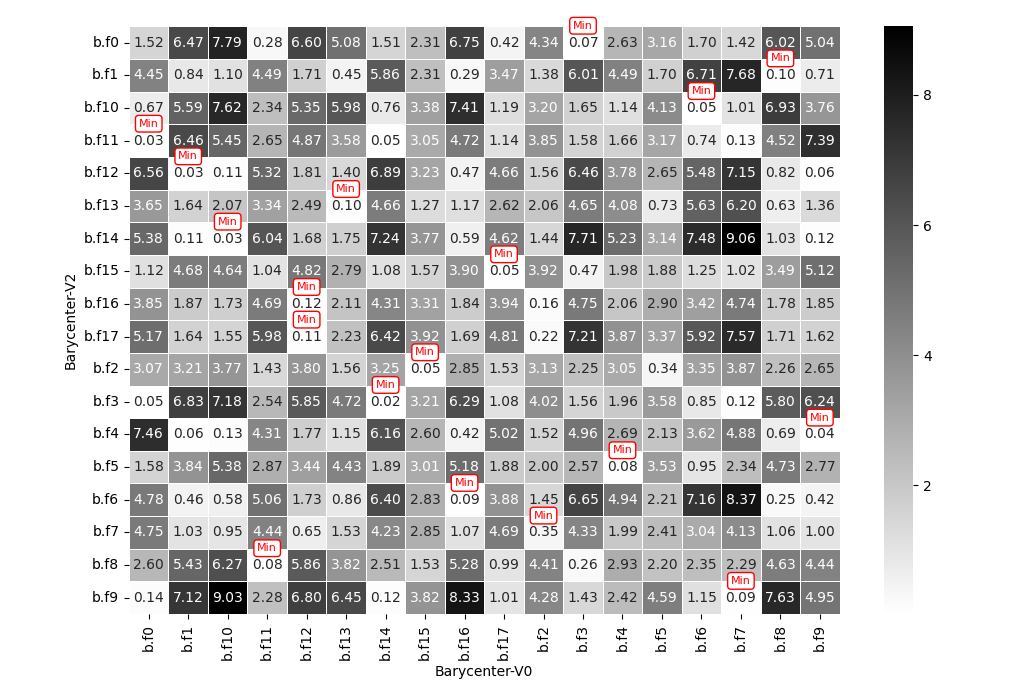 Min
b.f0 1.52 6.47 7.79 0.28 6.60 5.08 1.51 2.31 6.75 0.42 4.34 0.07 2.63 3.16 1.70 1.42 6.02 5.04
Min
b.f1 4.45 0.84 1.10 4.49 1.71 0.45 5.86 2.31 0.29 3.47 1.38 6.01 4.49 1.70 6.71 7.68 0.10 0.71
Min
8
b.f10 0.67 5.59 7.62 2.34 5.35 5.98 0.76 3.38 7.41 1.19 3.20 1.65 1.14 4.13 0.05 1.01 6.93 3.76
Min
b.f11 0.03 6.46 5.45 2.65 4.87 3.58 0.05 3.05 4.72 1.14 3.85 1.58 1.66 3.17 0.74 0.13 4.52 7.39
Min
b.f12 6.56 0.03 0.11 5.32 1.81 1.40 6.89 3.23 0.47 4.66 1.56 6.46 3.78 2.65 5.48 7.15 0.82 0.06
Min
b.f13 3.65 1.64 2.07 3.34 2.49 0.10 4.66 1.27 1.17 2.62 2.06 4.65 4.08 0.73 5.63 6.20 0.63 1.36
Min
6
b.f14 5.38 0.11 0.03 6.04 1.68 1.75 7.24 3.77 0.59 4.62 1.44 7.71 5.23 3.14 7.48 9.06 1.03 0.12
Min
b.f15 1.12 4.68 4.64 1.04 4.82 2.79 1.08 1.57 3.90 0.05 3.92 0.47 1.98 1.88 1.25 1.02 3.49 5.12
Min
b.f16 3.85 1.87 1.73 4.69 0.12 2.11 4.31 3.31 1.84 3.94 0.16 4.75 2.06 2.90 3.42 4.74 1.78 1.85
Min
Barycenter-V2
b.f17 5.17 1.64 1.55 5.98 0.11 2.23 6.42 3.92 1.69 4.81 0.22 7.21 3.87 3.37 5.92 7.57 1.71 1.62
Min
4
b.f2 3.07 3.21 3.77 1.43 3.80 1.56 3.25 0.05 2.85 1.53 3.13 2.25 3.05 0.34 3.35 3.87 2.26 2.65
Min
b.f3 0.05 6.83 7.18 2.54 5.85 4.72 0.02 3.21 6.29 1.08 4.02 1.56 1.96 3.58 0.85 0.12 5.80 6.24
Min
b.f4 7.46 0.06 0.13 4.31 1.77 1.15 6.16 2.60 0.42 5.02 1.52 4.96 2.69 2.13 3.62 4.88 0.69 0.04
Min
b.f5 1.58 3.84 5.38 2.87 3.44 4.43 1.89 3.01 5.18 1.88 2.00 2.57 0.08 3.53 0.95 2.34 4.73 2.77
Min
2
b.f6 4.78 0.46 0.58 5.06 1.73 0.86 6.40 2.83 0.09 3.88 1.45 6.65 4.94 2.21 7.16 8.37 0.25 0.42
Min
b.f7 4.75 1.03 0.95 4.44 0.65 1.53 4.23 2.85 1.07 4.69 0.35 4.33 1.99 2.41 3.04 4.13 1.06 1.00
Min
b.f8 2.60 5.43 6.27 0.08 5.86 3.82 2.51 1.53 5.28 0.99 4.41 0.26 2.93 2.20 2.35 2.29 4.63 4.44
Min
b.f9 0.14 7.12 9.03 2.28 6.80 6.45 0.12 3.82 8.33 1.01 4.28 1.43 2.42 4.59 1.15 0.09 7.63 4.95
b.f0 b.f1 b.f10 b.f11 b.f12 b.f13 b.f14 b.f15 b.f16 b.f17 b.f2 b.f3 b.f4 b.f5 b.f6 b.f7 b.f8 b.f9
Barycenter-V0